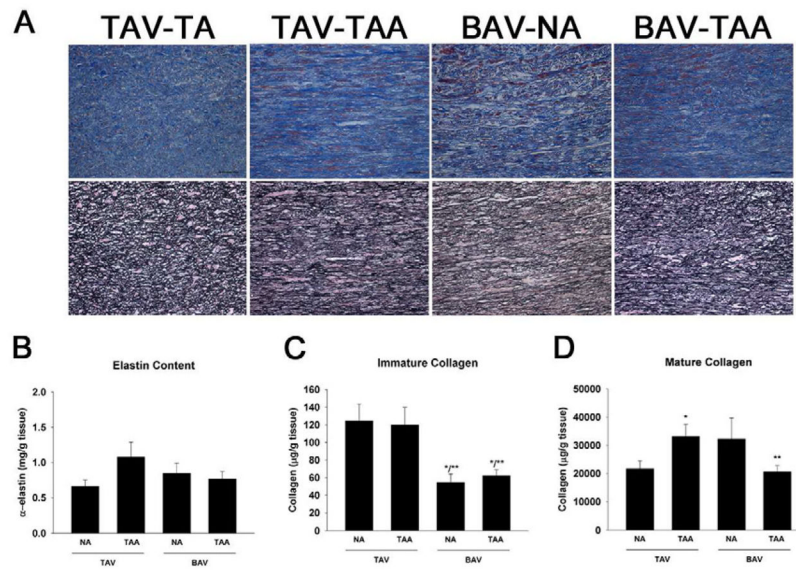 A
TAV-TA TAV-TAA BAV-NA BAV-TAA
B
Elastin Content
α-elastin (mg/g tissue)
2.0
1.5
1.0
0.5
0.0
NA TAA NA TAA
TAV BAV
C
Immature Collagen
Collagen (µg/g tissue)
160
140
120
100
80
60
40
20
0
*/** */**
NA TAA NA TAA
TAV BAV
D
Mature Collagen
Collagen (µg/g tissue)
50000
40000
30000
20000
10000
0
* **
NA TAA NA TAA
TAV BAV